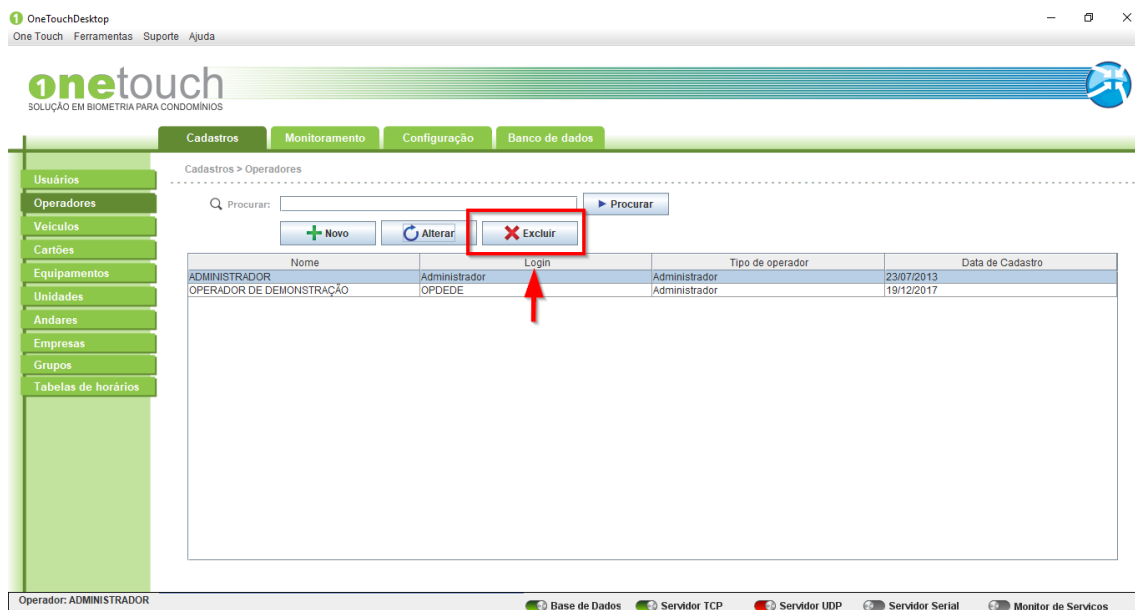 OneTouchDesktop
One Touch Ferramentas Suporte Ajuda
onetouch
SOLUÇÃO EM BIOMETRIA PARA CONDOMÍNIOS
Cadastros Monitoramento Configuração Banco de dados
Cadastros > Operadores
Usuários
Operadores
Veículos
Cartões
Equipamentos
Unidades
Andares
Empresas
Grupos
Tabelas de horários
Procurar: Procurar
Novo Alterar Excluir
Nome Login Tipo de operador Data de Cadastro
ADMINISTRADOR Administrador Administrador 23/07/2013
OPERADOR DE DEMONSTRAÇÃO OPDEDE Administrador 19/12/2017
Operador: ADMINISTRADOR
Base de Dados Servidor TCP Servidor UDP Servidor Serial Monitor de Serviços